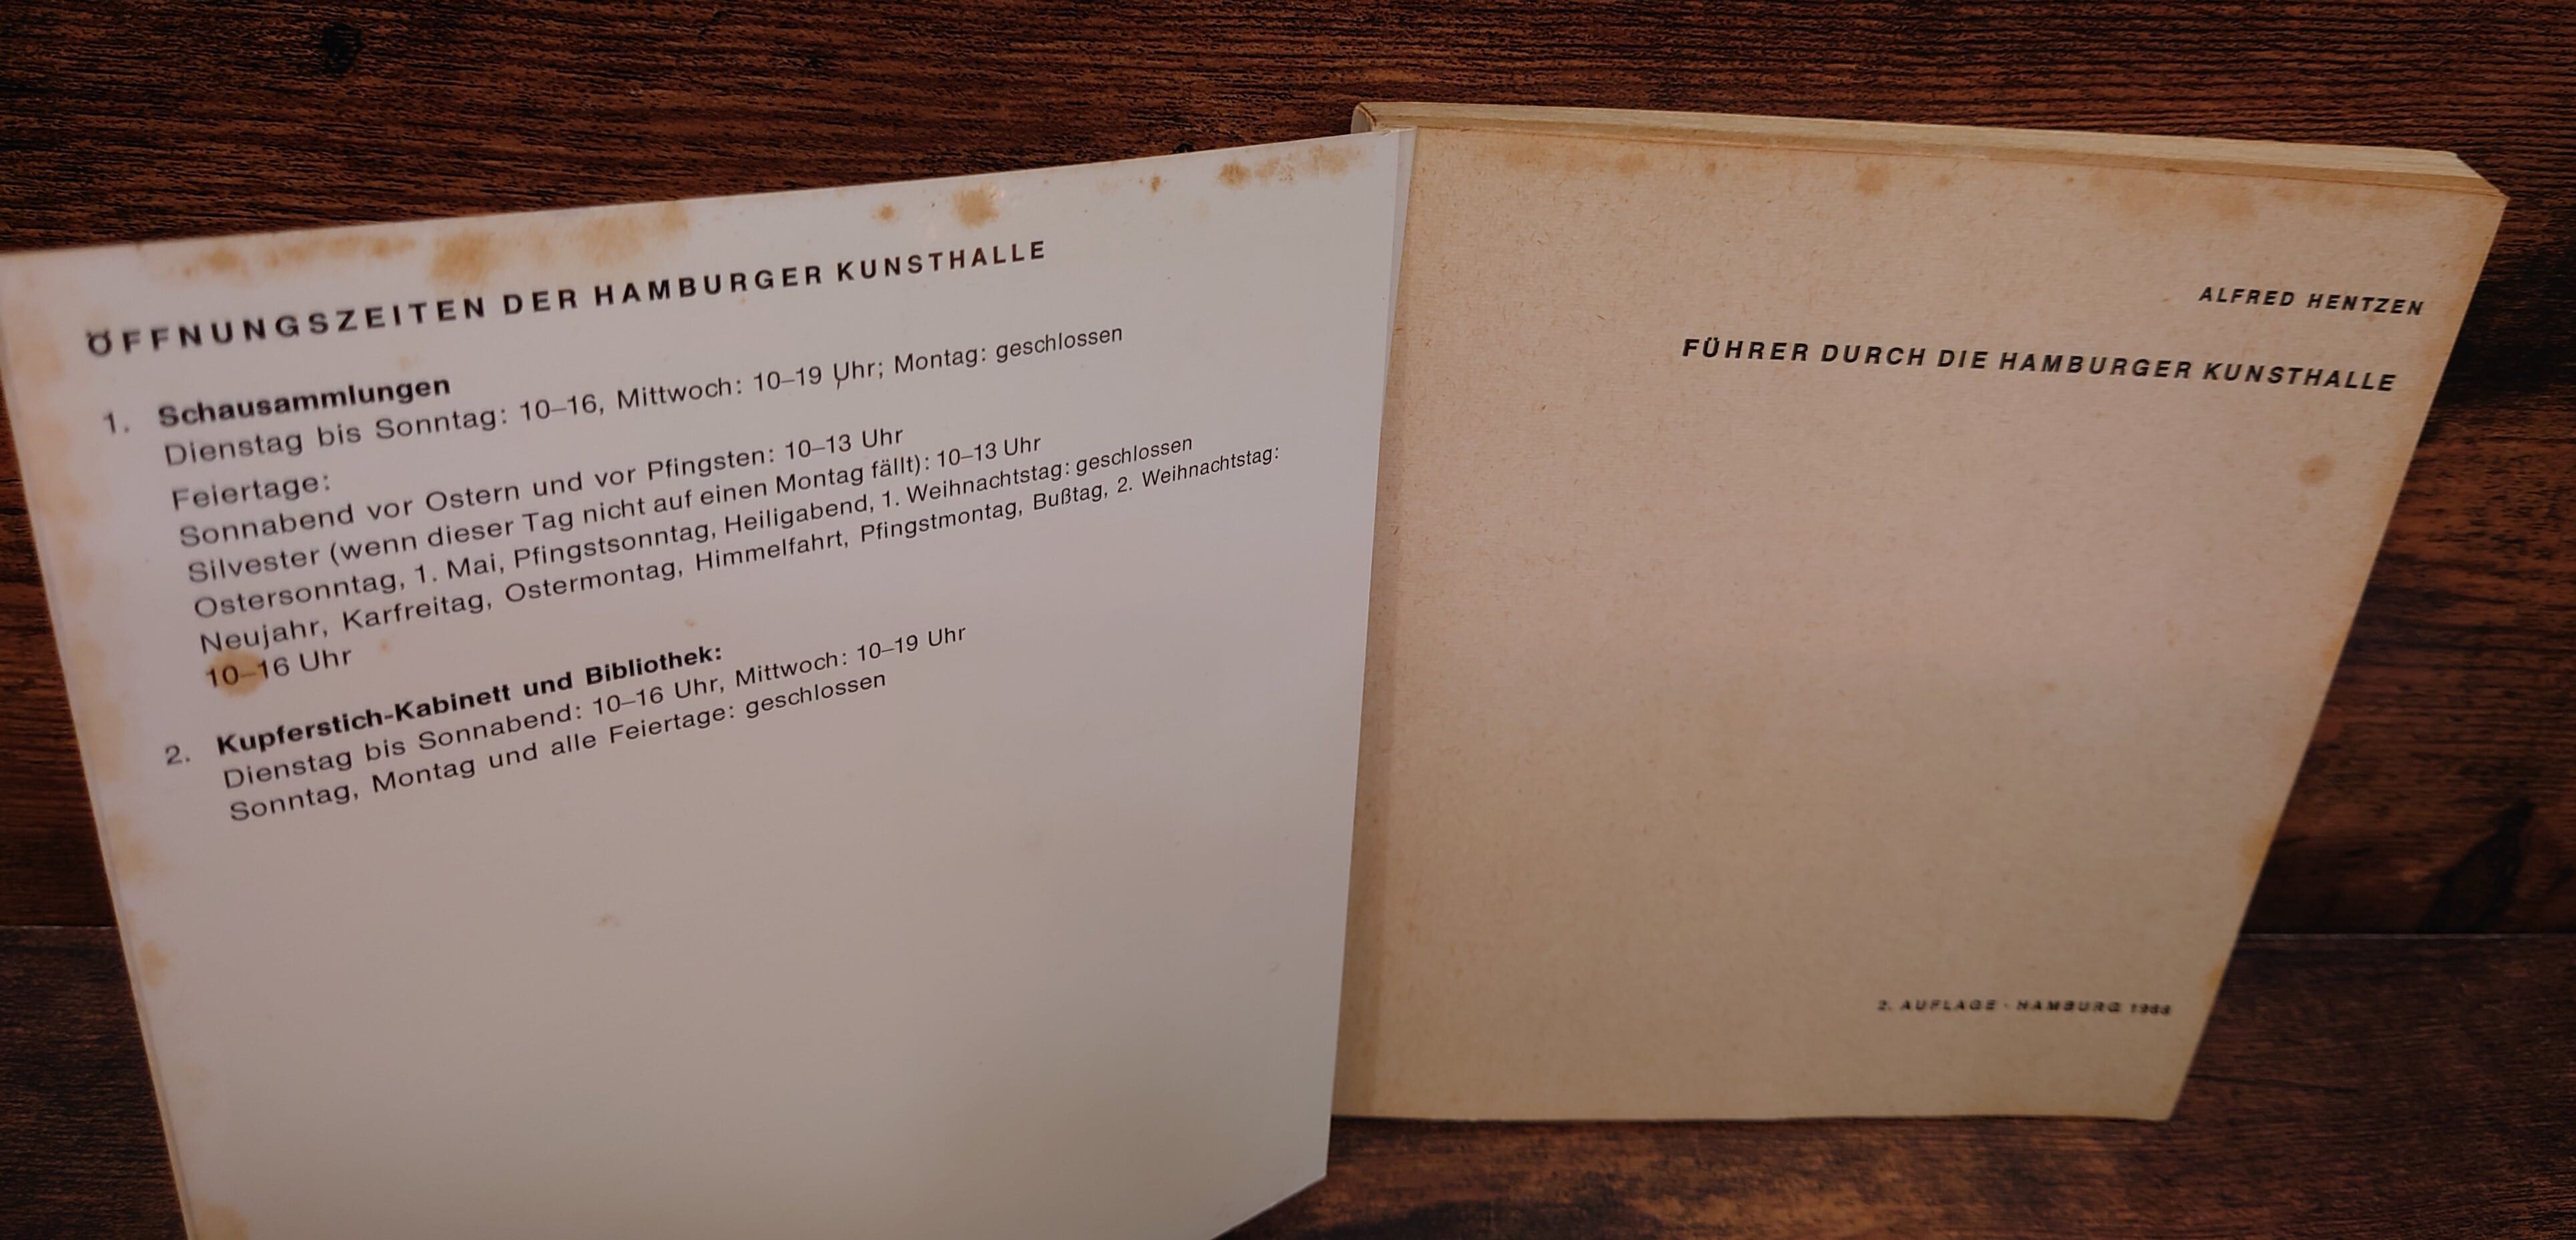 ÖFFNUNGSZEITEN DER HAMBURGER KUNSTHALLE
1. Schausammlungen
Dienstag bis Sonntag: 10–16, Mittwoch: 10–19 Uhr; Montag: geschlossen
Feiertage:
Sonnabend vor Ostern und vor Pfingsten: 10–13 Uhr
Silvester (wenn dieser Tag nicht auf einen Montag fällt): 10–13 Uhr
Ostersonntag, 1. Mai, Pfingstsonntag, Heiligabend, 1. Weihnachtstag: geschlossen
Neujahr, Karfreitag, Ostermontag, Himmelfahrt, Pfingstmontag, Bußtag, 2. Weihnachtstag:
10–16 Uhr
2. Kupferstich-Kabinett und Bibliothek:
Dienstag bis Sonnabend: 10–16 Uhr, Mittwoch: 10–19 Uhr
Sonntag, Montag und alle Feiertage: geschlossen
ALFRED HENTZEN
FÜHRER DURCH DIE HAMBURGER KUNSTHALLE
2. AUFLAGE · HAMBURG